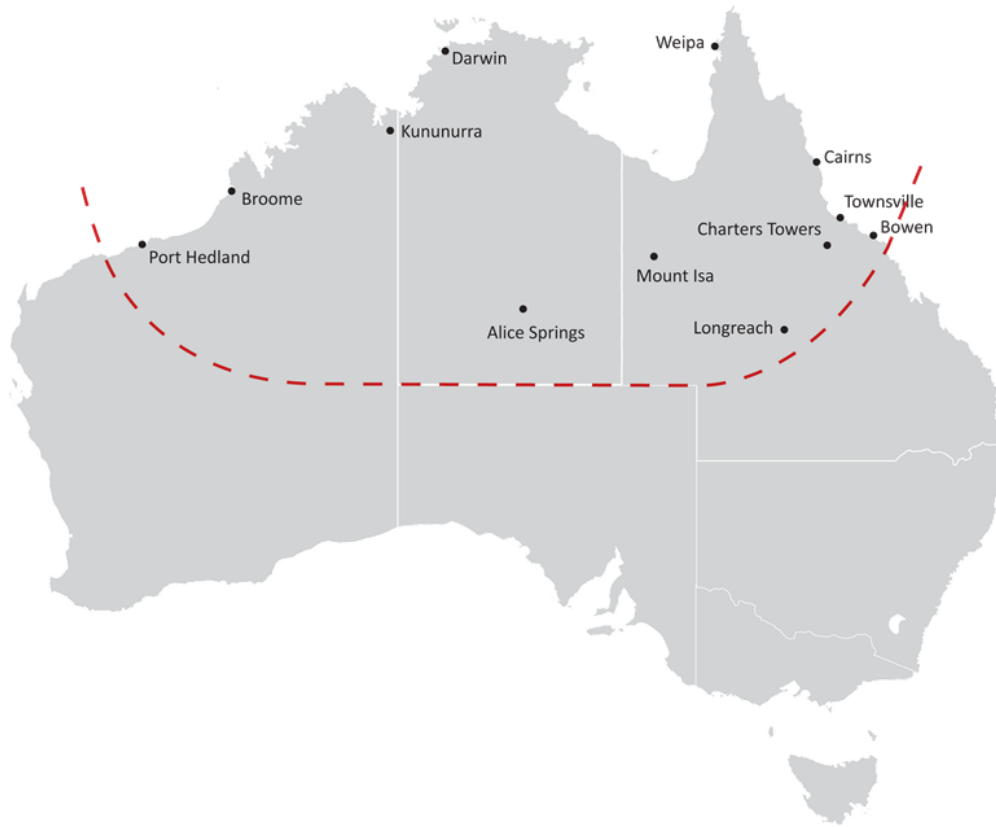 Weipa
Darwin
Kununurra
Cairns
Broome
Townsville
Charters Towers
Bowen
Port Hedland
Mount Isa
Alice Springs
Longreach